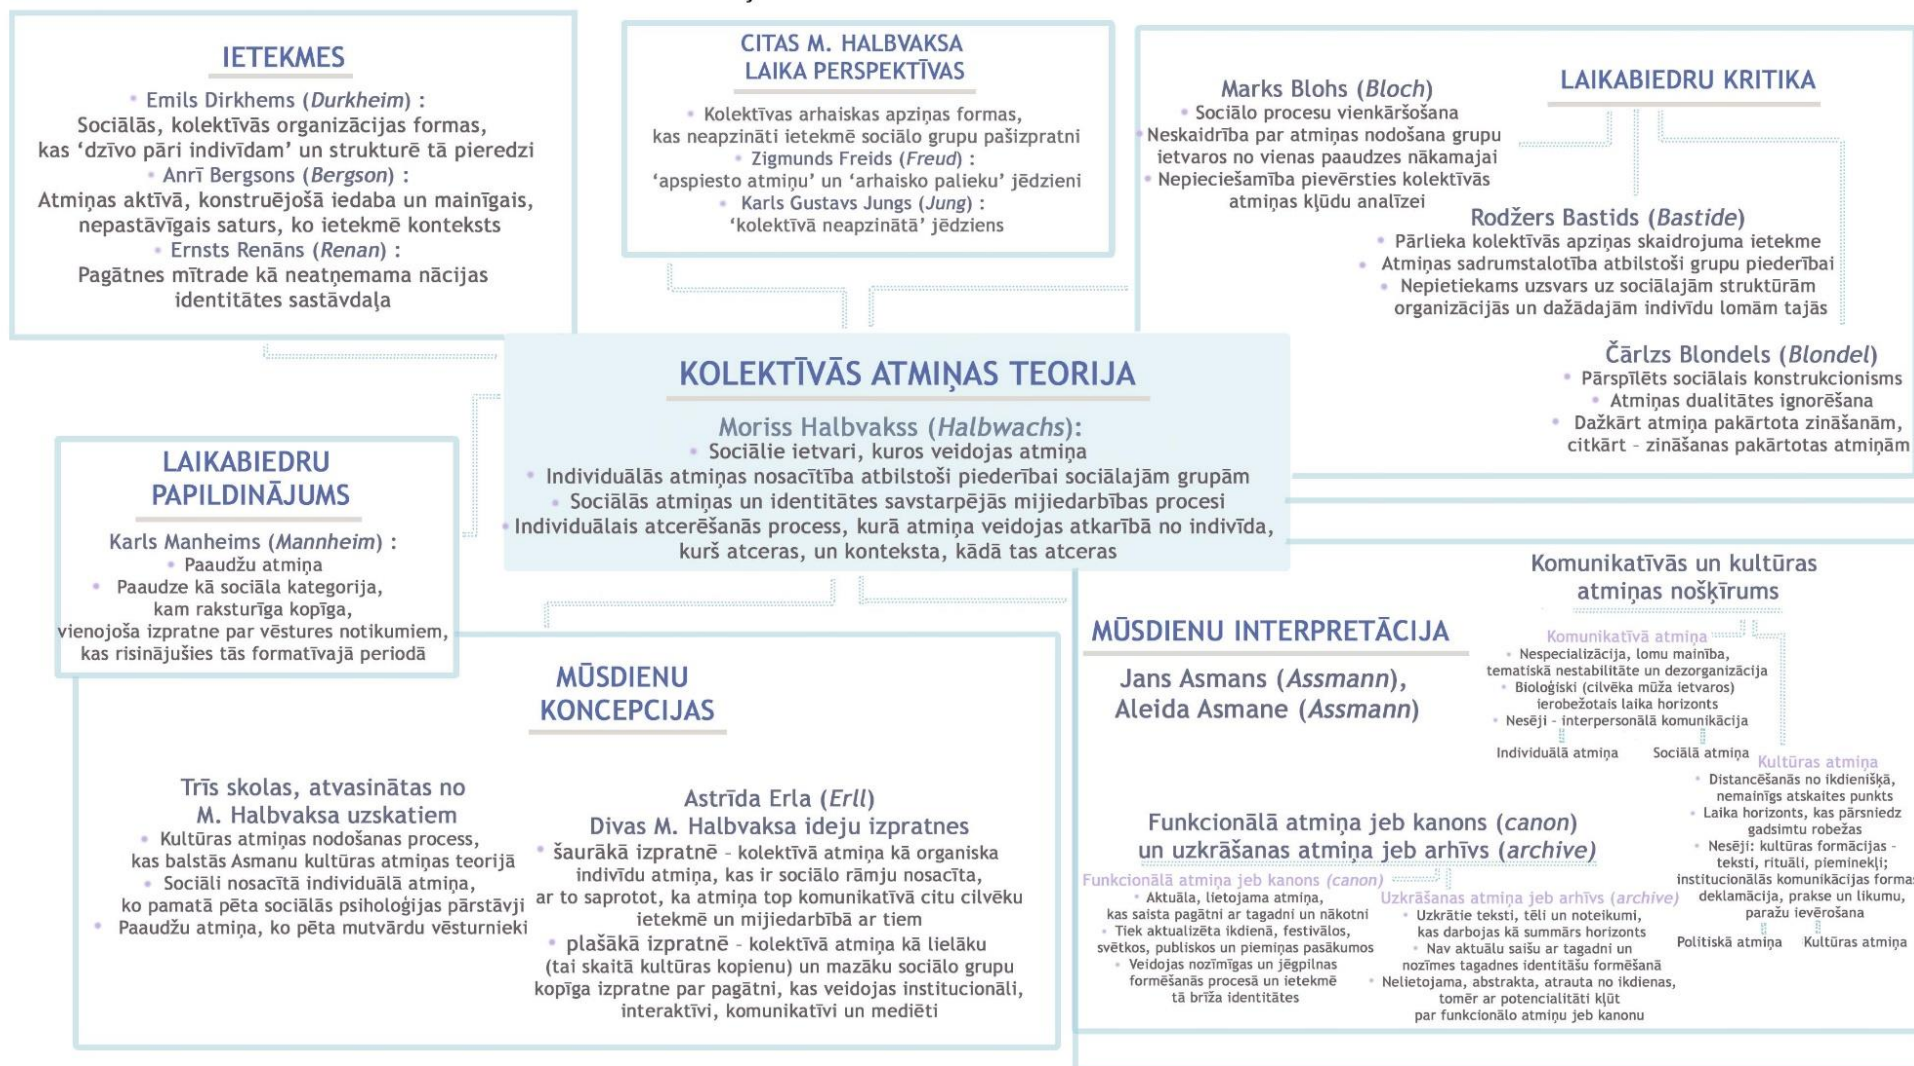 IETEKMES
• Emils Dirkhems (Durkheim) :
Sociālās, kolektīvās organizācijas formas,
kas ‘dzīvo pāri indivīdam’ un strukturē tā pieredzi
• Anrī Bergsons (Bergson) :
Atmiņas aktīvā, konstruējošā iedaba un mainīgais,
nepastāvīgais saturs, ko ietekmē konteksts
• Ernsts Renāns (Renan) :
Pagātnes mītrade kā neatņemama nācijas
identitātes sastāvdaļa
CITAS M. HALBVAKSA
LAIKA PERSPEKTĪVAS
• Kolektīvas arhaiskas apziņas formas,
kas neapzināti ietekmē sociālo grupu pašizpratni
• Zigmunds Freids (Freud) :
‘apspiesto atmiņu’ un ‘arhaisko palieku’ jēdzieni
• Karls Gustavs Jungs (Jung) :
‘kolektīvā neapzinātā’ jēdziens
LAIKABIEDRU KRITIKA
Marks Blohs (Bloch)
• Sociālo procesu vienkāršošana
• Neskaidrība par atmiņas nodošana grupu
ietvaros no vienas paaudzes nākamajai
• Nepieciešamība pievērsties kolektīvās
atmiņas kļūdu analīzei
Rodžers Bastids (Bastide)
• Pārlieka kolektīvās apziņas skaidrojuma ietekme
• Atmiņas sadrumstalotība atbilstoši grupu piederībai
• Nepietiekams uzsvars uz sociālajām struktūrām
organizācijās un dažādajām indivīdu lomām tajās
Čārlzs Blondels (Blondel)
• Pārspīlēts sociālais konstrukcionisms
• Atmiņas dualitātes ignorēšana
• Dažkārt atmiņa pakārtota zināšanām,
citkārt - zināšanas pakārtotas atmiņām
KOLEKTĪVĀS ATMIŅAS TEORIJA
Moriss Halbvakss (Halbwachs):
• Sociālie ietvari, kuros veidojas atmiņa
• Individuālās atmiņas nosacītība atbilstoši piederībai sociālajām grupām
• Sociālās atmiņas un identitātes savstarpējās mijiedarbības procesi
• Individuālais atcerēšanās process, kurā atmiņa veidojas atkarībā no indivīda,
kurš atceras, un konteksta, kādā tas atceras
LAIKABIEDRU
PAPILDINĀJUMS
Karls Manheims (Mannheim) :
• Paaudžu atmiņa
• Paaudze kā sociāla kategorija,
kam raksturīga kopīga,
vienojoša izpratne par vēstures notikumiem,
kas risinājušies tās formatīvajā periodā
MŪSDIENU
KONCEPCIJAS
Trīs skolas, atvasinātas no
M. Halbvaksa uzskatiem
• Kultūras atmiņas nodošanas process,
kas balstās Asmanu kultūras atmiņas teorijā
• Sociāli nosacītā individuālā atmiņa,
ko pamatā pēta sociālās psiholoģijas pārstāvji
• Paaudžu atmiņa, ko pēta mutvārdu vēsturnieki
Astrīda Erla (Erll)
Divas M. Halbvaksa ideju izpratnes
• šaurākā izpratnē - kolektīvā atmiņa kā organiska
indivīdu atmiņa, kas ir sociālo rāmju nosacīta,
ar to saprotot, ka atmiņa top komunikatīvā citu cilvēku
ietekmē un mijiedarbībā ar tiem
• plašākā izpratnē - kolektīvā atmiņa kā lielāku
(tai skaitā kultūras kopienu) un mazāku sociālo grupu
kopīga izpratne par pagātni, kas veidojas institucionāli,
interaktīvi, komunikatīvi un mediēti
MŪSDIENU INTERPRETĀCIJA
Jans Asmans (Assmann),
Aleida Asmane (Assmann)
Komunikatīvās un kultūras
atmiņas nošķīrums
Komunikatīvā atmiņa
• Nespecializācija, lomu mainība,
tematiskā nestabilitāte un dezorganizācija
• Bioloģiski (cilvēka mūža ietvaros)
ierobežotais laika horizonts
• Nesēji - interpersonālā komunikācija
Individuālā atmiņa Sociālā atmiņa
Kultūras atmiņa
• Distancēšanās no ikdienišķā,
nemainīgs atskaites punkts
• Laika horizonts, kas pārsniedz
gadsimtu robežas
• Nesēji: kultūras formācijas -
teksti, rituāli, pieminekļi;
institucionālās komunikācijas formas
deklamācija, prakse un likumu,
paražu ievērošana
Politiskā atmiņa Kultūras atmiņa
Funkcionālā atmiņa jeb kanons (canon)
un uzkrāšanas atmiņa jeb arhīvs (archive)
Funkcionālā atmiņa jeb kanons (canon)
• Aktuāla, lietojama atmiņa,
kas saista pagātni ar tagadni un nākotni
• Tiek aktualizēta ikdienā, festivālos,
svētkos, publiskos un piemiņas pasākumos
• Veidojas nozīmīgas un jēgpilnas
formēšanās procesā un ietekmē
tā brīža identitātes
Uzkrāšanas atmiņa jeb arhīvs (archive)
• Uzkrātie teksti, tēli un noteikumi,
kas darbojas kā summārs horizonts
• Nav aktuālu saišu ar tagadni un
nozīmes tagadnes identitāšu formēšanā
• Nelietojama, abstrakta, atrauta no ikdienas,
tomēr ar potencialitāti kļūt
par funkcionālo atmiņu jeb kanonu